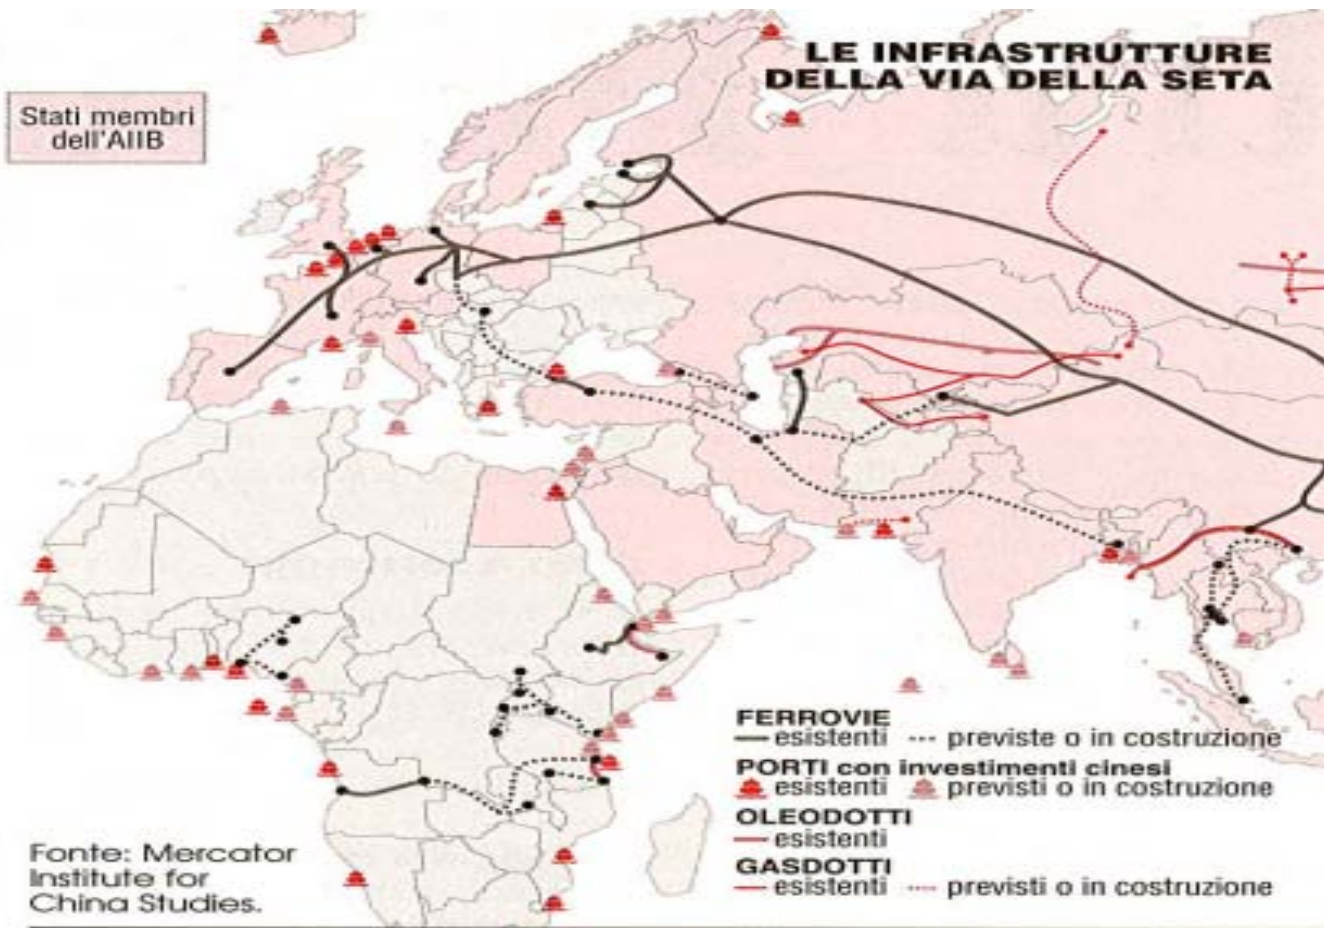 LE INFRASTRUTTURE
DELLA VIA DELLA SETA
Stati membri
dell'AIIB
FERROVIE
esistenti previste o in costruzione
PORTI con investimenti cinesi
esistenti previsti o in costruzione
OLEODOTTI
esistenti
GASDOTTI
esistenti previsti o in costruzione
Fonte: Mercator
Institute for
China Studies.